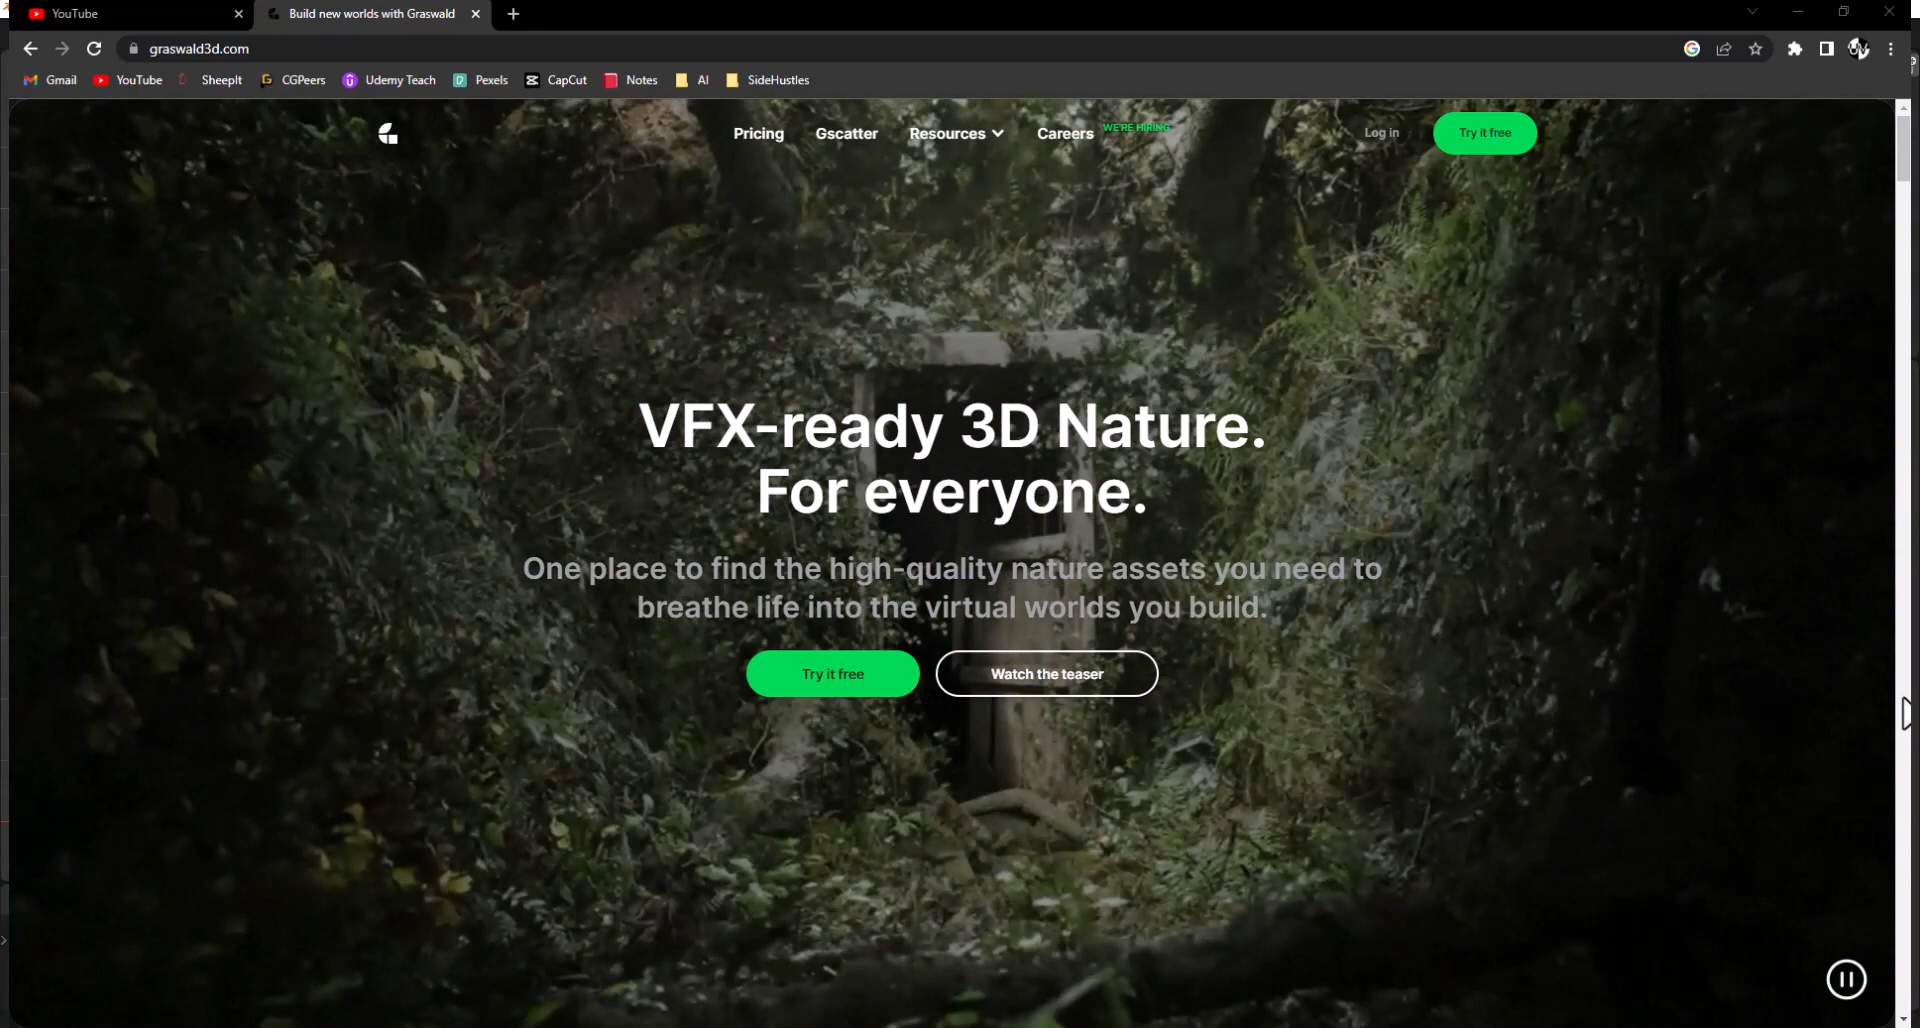 YouTube
Build new worlds with Graswald
graswald3d.com
Gmail YouTube SheepIt CGPeers Udemy Teach Pexels CapCut Notes AI SideHustles
Pricing Gscatter Resources Careers WE'RE HIRING Log in Try it free
VFX-ready 3D Nature.
For everyone.
One place to find the high-quality nature assets you need to
breathe life into the virtual worlds you build.
Try it free Watch the teaser